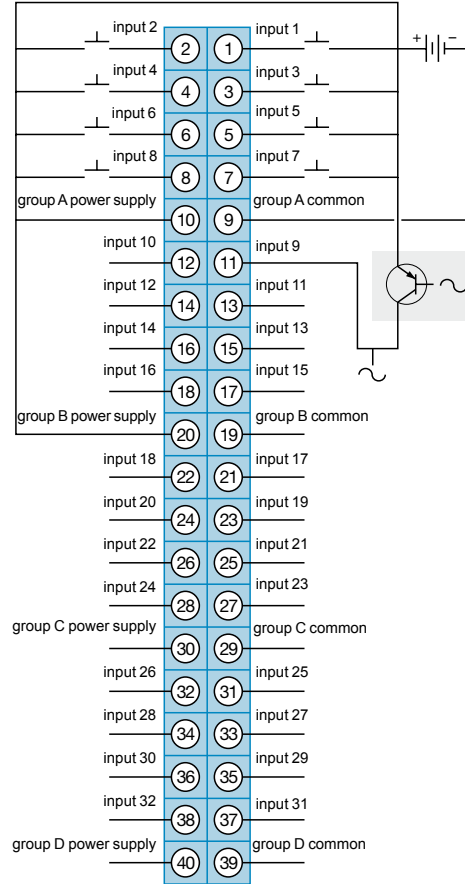 input 2 input 1
2 1 + −
input 4 input 3
4 3
input 6 input 5
6 5
input 8 input 7
8 7
group A power supply group A common
10 9
input 10 input 9
12 11
input 12 input 11
14 13
input 14 input 13
16 15
input 16 input 15
18 17
group B power supply group B common
20 19
input 18 input 17
22 21
input 20 input 19
24 23
input 22 input 21
26 25
input 24 input 23
28 27
group C power supply group C common
30 29
input 26 input 25
32 31
input 28 input 27
34 33
input 30 input 29
36 35
input 32 input 31
38 37
group D power supply group D common
40 39